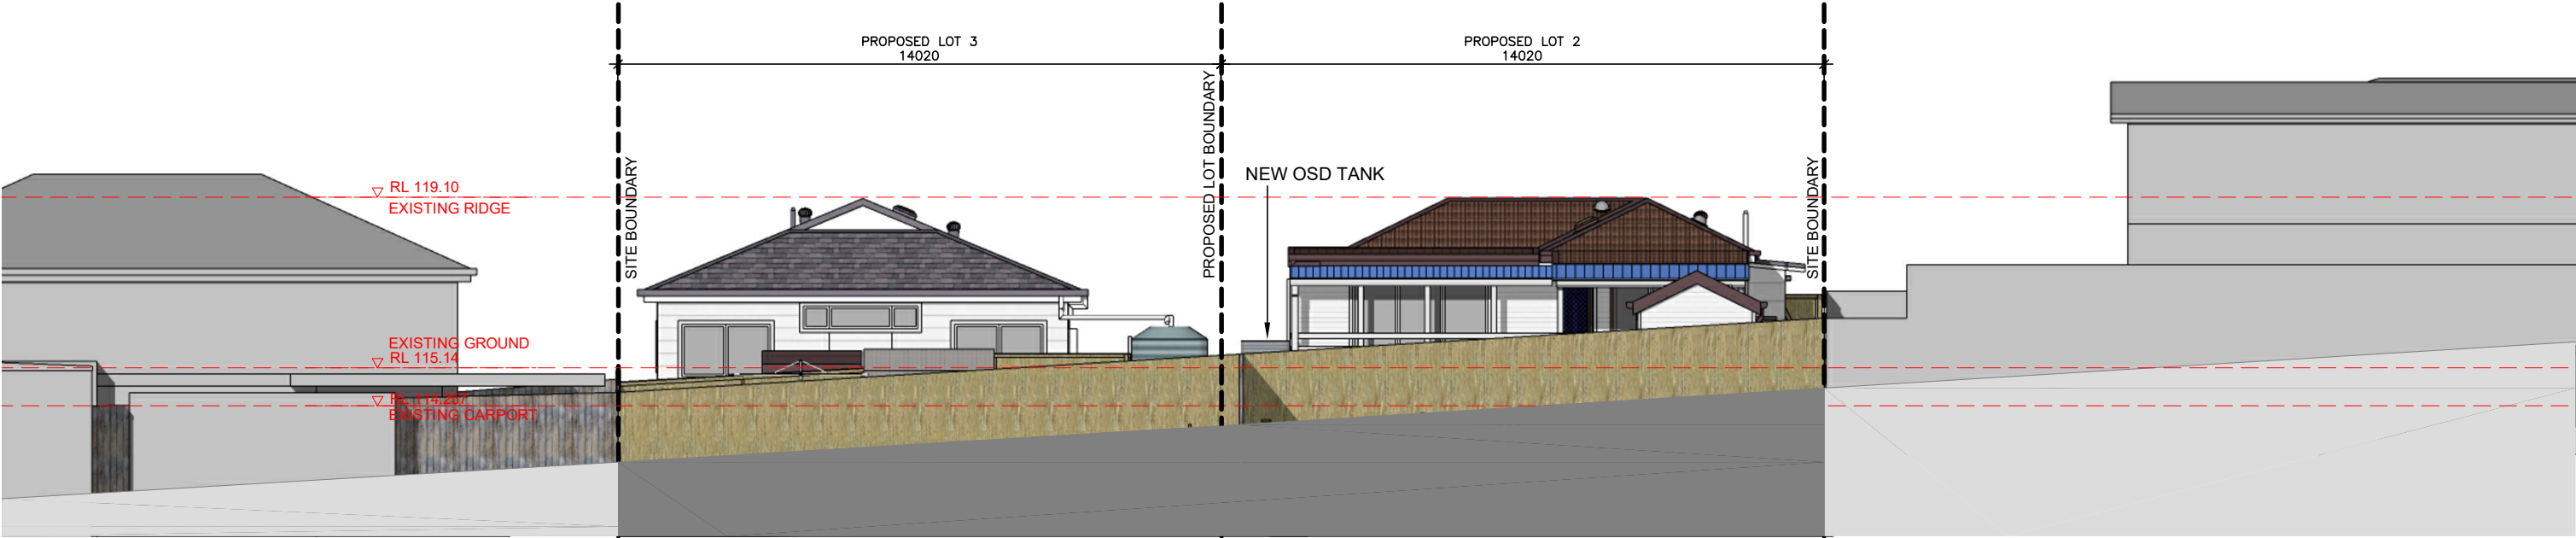 PROPOSED LOT 3
14020
PROPOSED LOT 2
14020
SITE BOUNDARY
PROPOSED LOT BOUNDARY
SITE BOUNDARY
NEW OSD TANK
RL 119.10
EXISTING RIDGE
EXISTING GROUND
RL 115.14
RL 114.257
EXISTING CARPORT